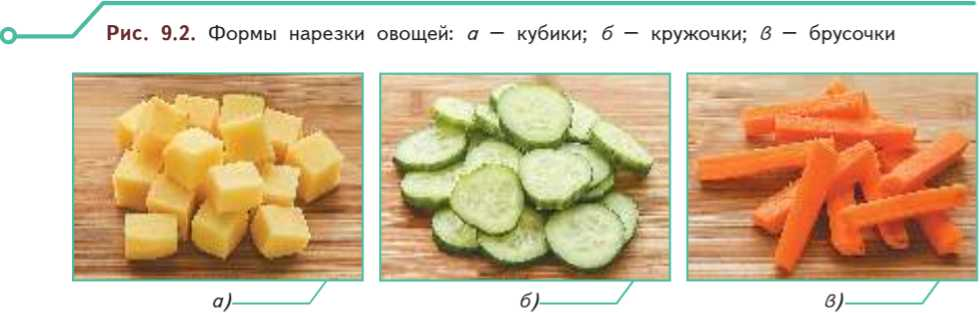 Рис. 9.2. Формы нарезки овощей: а — кубики; б — кружочки; в — брусочки
а)
б)
в)